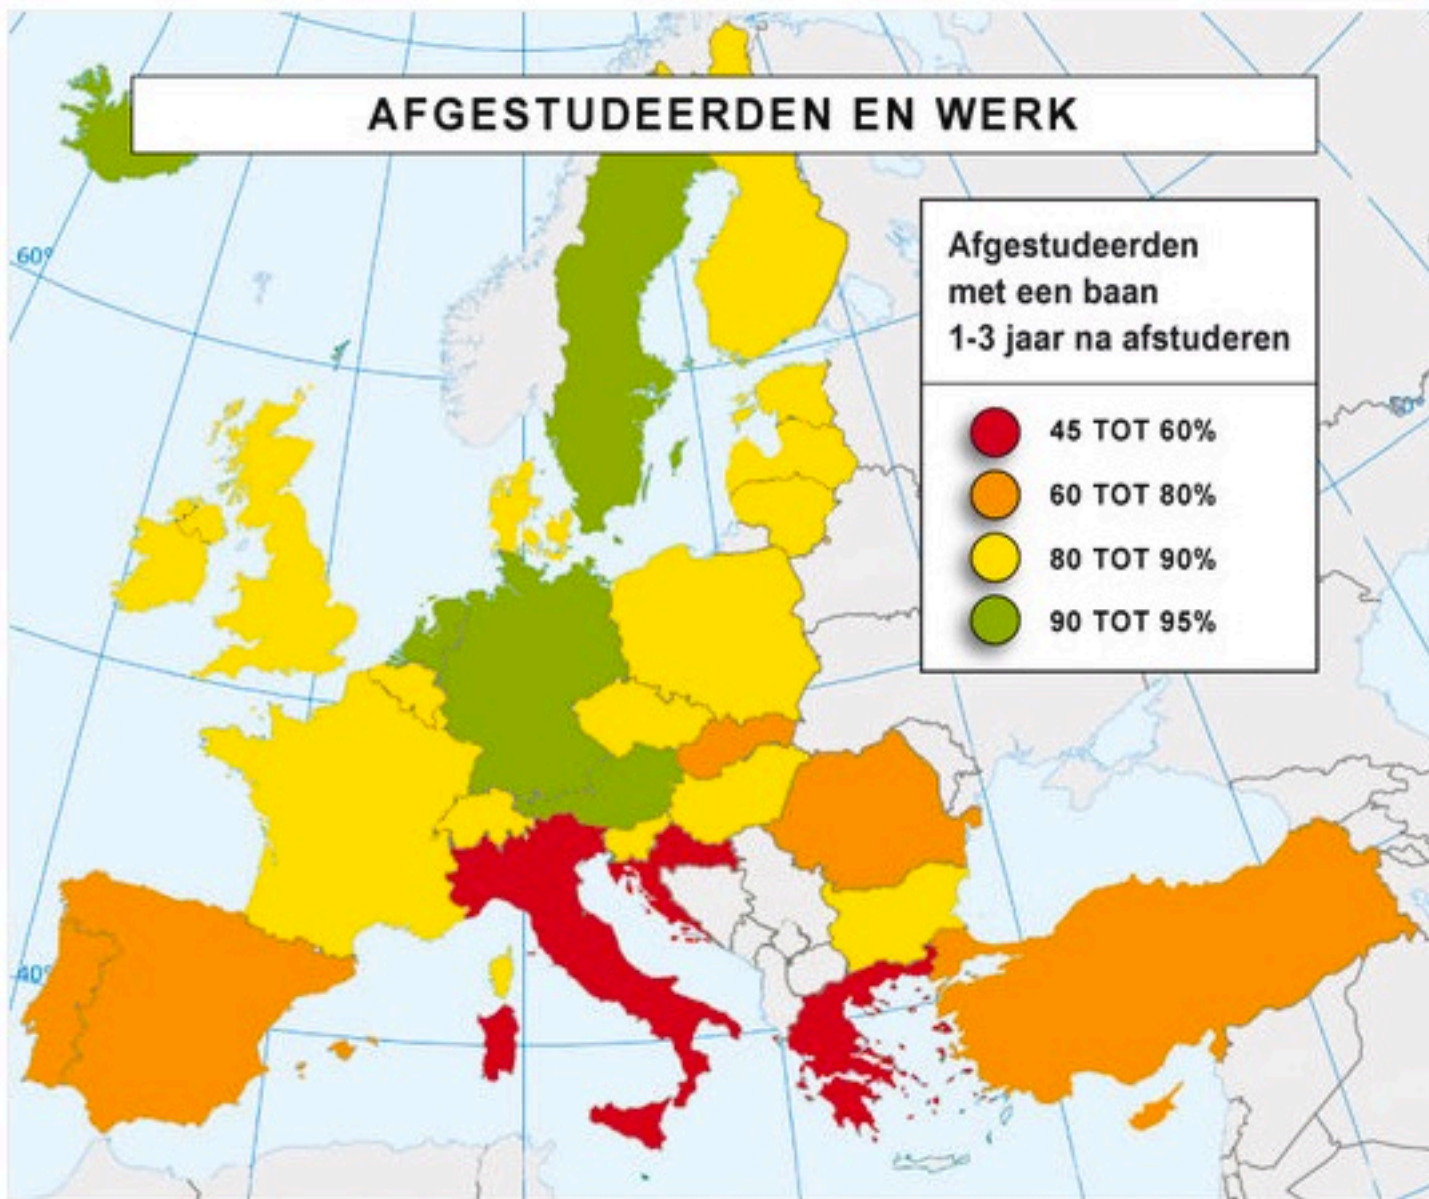 AFGESTUDEERDEN EN WERK
60°
Afgestudeerden
met een baan
1-3 jaar na afstuderen
50°
45 TOT 60%
60 TOT 80%
80 TOT 90%
90 TOT 95%
40°